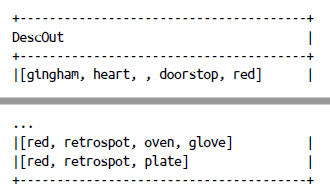 +--------------------------------------+
DescOut                                |
+--------------------------------------+
|[gingham, heart, , doorstop, red]     |
...
|[red, retrospot, oven, glove]         |
|[red, retrospot, plate]               |
+--------------------------------------+